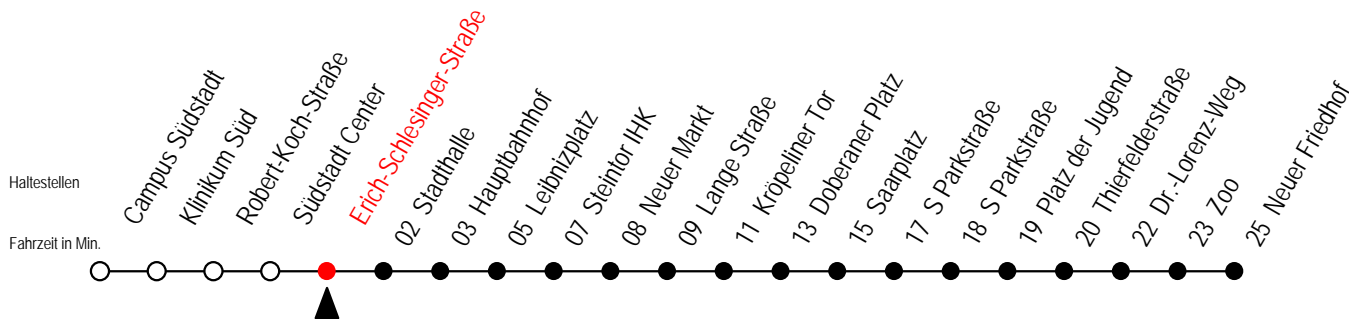 Haltestellen
Fahrzeit in Min.
Campus Südstadt
Klinikum Süd
Robert-Koch-Straße
Südstadt Center
Erich-Schlesinger-Straße
02 Stadthalle
03 Hauptbahnhof
05 Leibnizplatz
07 Steintor IHK
08 Neuer Markt
09 Lange Straße
11 Kröpeliner Tor
13 Doberaner Platz
15 Saarplatz
17 S Parkstraße
18 S Parkstraße
19 Platz der Jugend
20 Thierfelderstraße
22 Dr.-Lorenz-Weg
23 Zoo
25 Neuer Friedhof